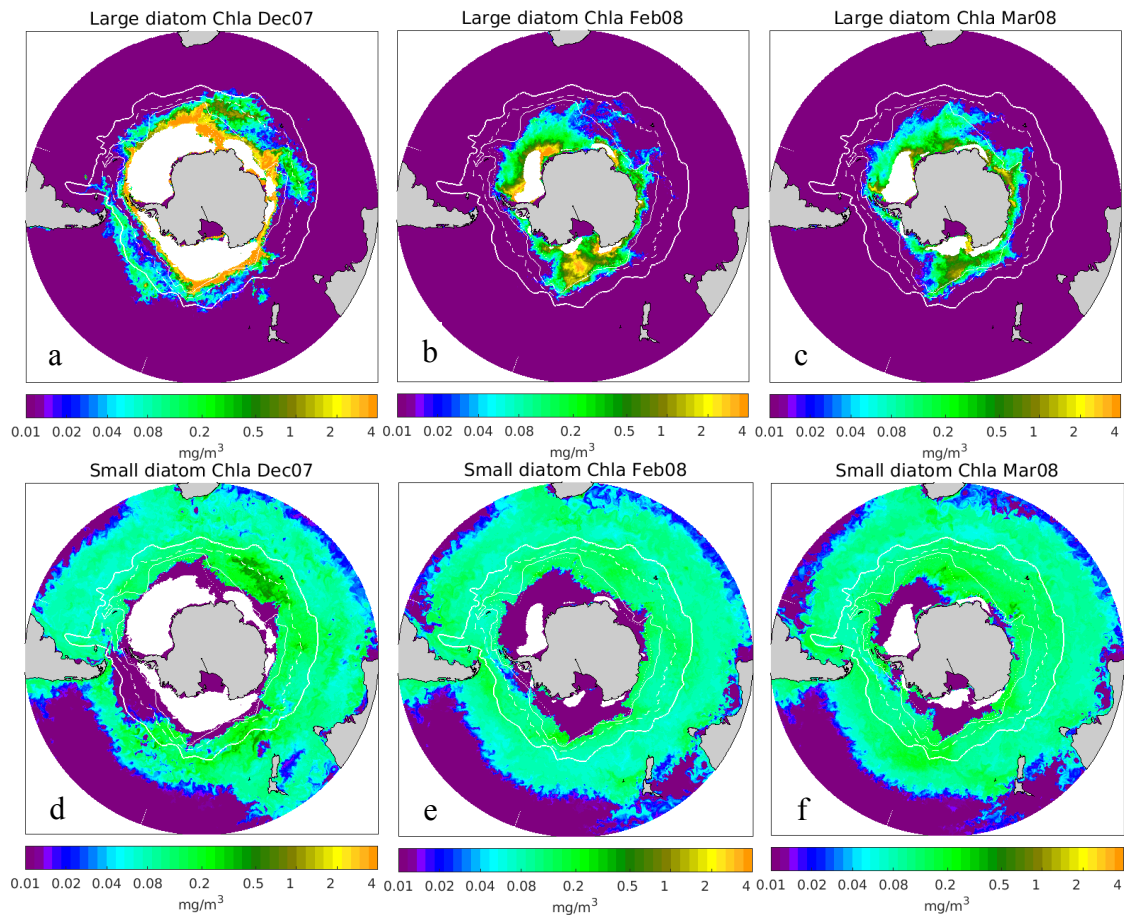 Large diatom Chla Dec07 Large diatom Chla Feb08 Large diatom Chla Mar08
a b c
0.01 0.02 0.04 0.08 0.2 0.5 1 2 4 0.01 0.02 0.04 0.08 0.2 0.5 1 2 4 0.01 0.02 0.04 0.08 0.2 0.5 1 2 4
mg/m³ mg/m³ mg/m³
Small diatom Chla Dec07 Small diatom Chla Feb08 Small diatom Chla Mar08
d e f
0.01 0.02 0.04 0.08 0.2 0.5 1 2 4 0.01 0.02 0.04 0.08 0.2 0.5 1 2 4 0.01 0.02 0.04 0.08 0.2 0.5 1 2 4
mg/m³ mg/m³ mg/m³